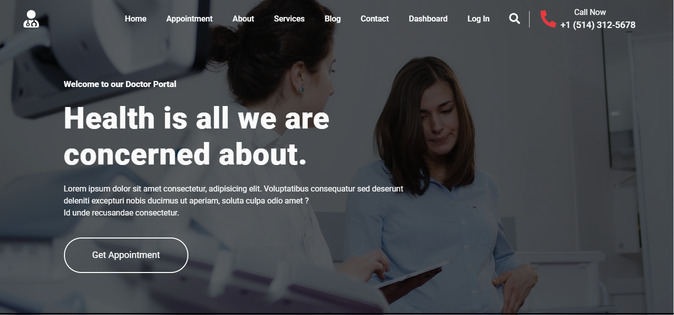 Home Appointment About Services Blog Contact Dashboard Log In
Call Now
+1 (514) 312-5678
Welcome to our Doctor Portal
Health is all we are
concerned about.
Lorem ipsum dolor sit amet consectetur, adipisicing elit. Voluptatibus consequatur sed deserunt
deleniti excepturi nobis ducimus ut aperiam, soluta culpa odio amet ?
Id unde recusandae consectetur.
Get Appointment